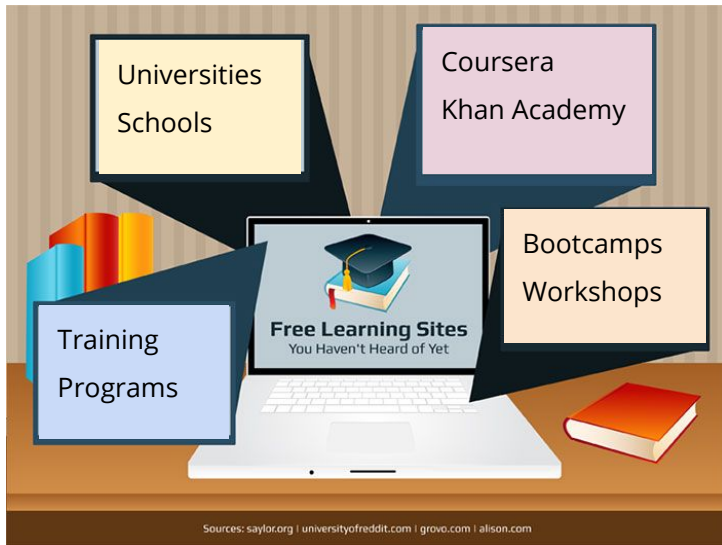 Universities
Schools
Coursera
Khan Academy
Bootcamps
Workshops
Training
Programs
Free Learning Sites
You Haven't Heard of Yet
Sources: saylor.org | universityofreddit.com | grovo.com | alison.com